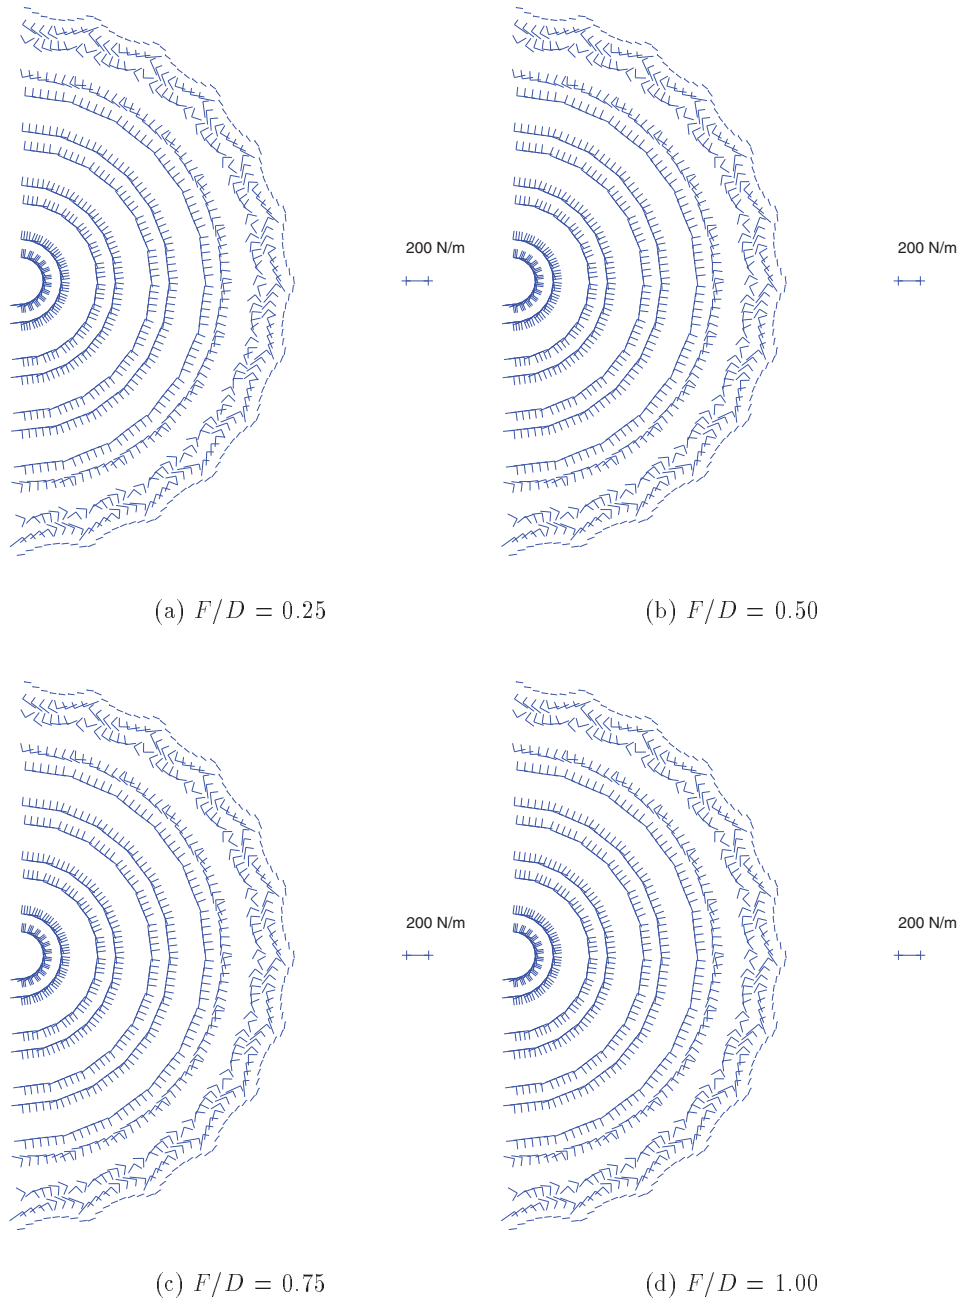 200 N/m
200 N/m
(a) F/D = 0.25
(b) F/D = 0.50
200 N/m
200 N/m
(c) F/D = 0.75
(d) F/D = 1.00